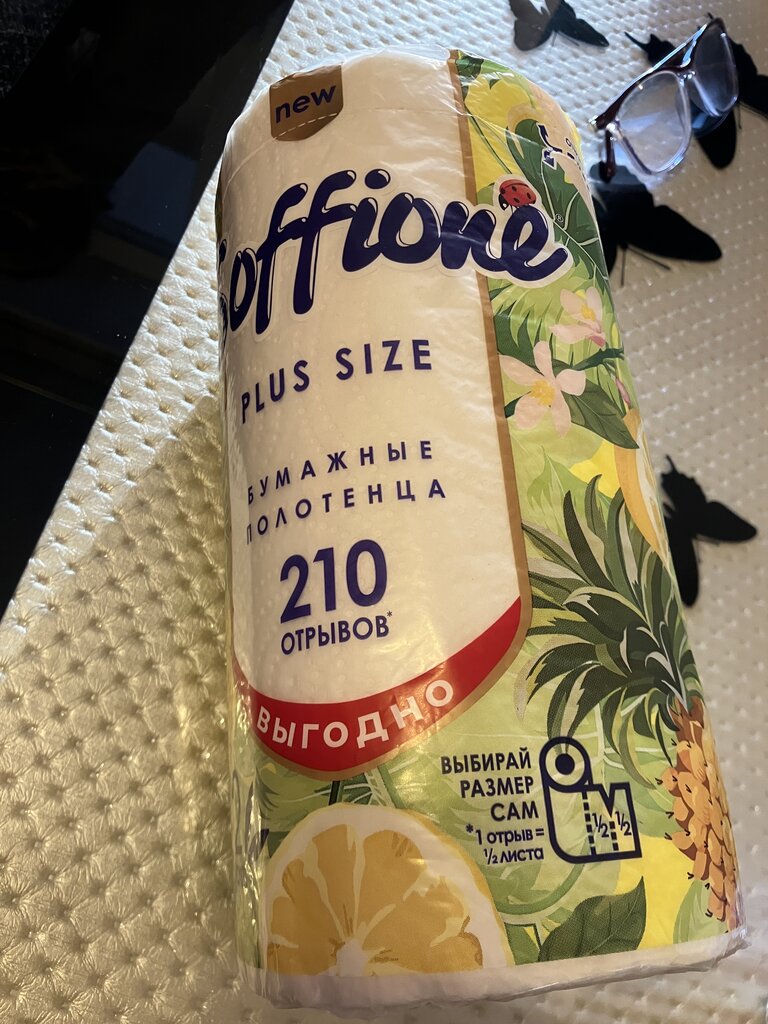 new
Soffione®
PLUS SIZE
БУМАЖНЫЕ
ПОЛОТЕНЦА
210
ОТРЫВОВ*
ВЫГОДНО
ВЫБИРАЙ
РАЗМЕР
САМ
*1 отрыв=
½ листа
½ ½